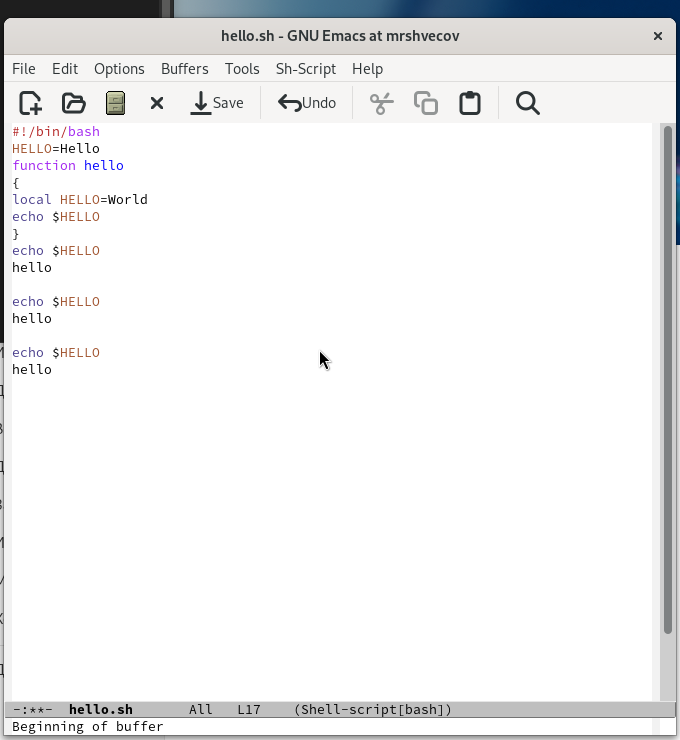 hello.sh - GNU Emacs at mrshvecov
File Edit Options Buffers Tools Sh-Script Help
Save Undo
#!/bin/bash
HELLO=Hello
function hello
{
local HELLO=World
echo $HELLO
}
echo $HELLO
hello
echo $HELLO
hello
echo $HELLO
hello
-:**- hello.sh All L17 (Shell-script[bash])
Beginning of buffer